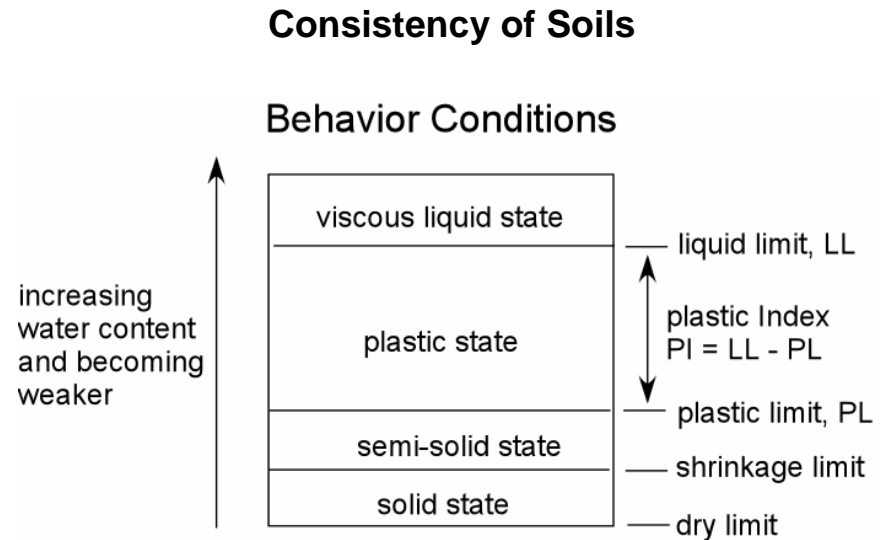 Consistency of Soils
Behavior Conditions
viscous liquid state
liquid limit, LL
increasing
water content
and becoming
weaker
plastic state
plastic Index
PI = LL - PL
plastic limit, PL
semi-solid state
shrinkage limit
solid state
dry limit